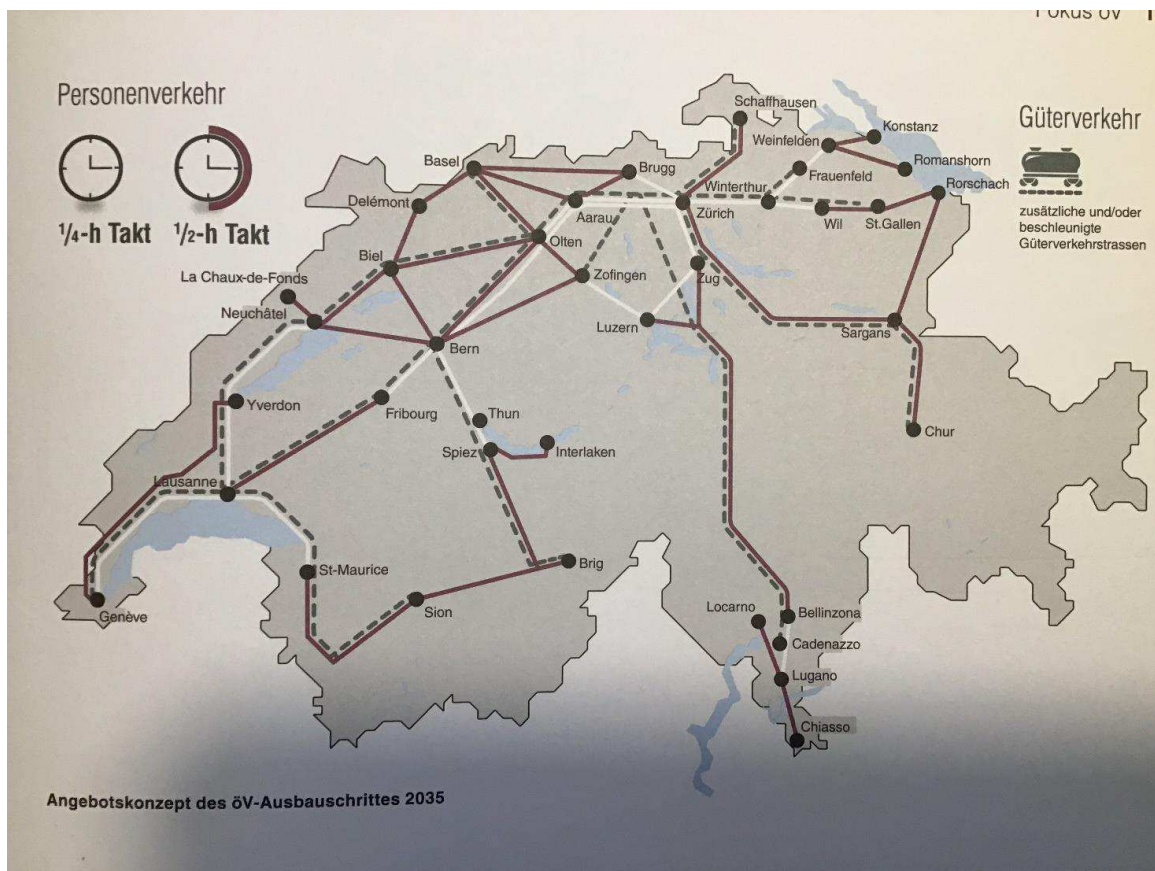 Fokus öV
Personenverkehr
¼-h Takt
½-h Takt
Güterverkehr
zusätzliche und/oder
beschleunigte
Güterverkehrstrassen
Schaffhausen
Konstanz
Weinfelden
Romanshorn
Basel
Brugg
Frauenfeld
Winterthur
Rorschach
Delémont
Aarau
Zürich
Wil
St.Gallen
Olten
Biel
La Chaux-de-Fonds
Zofingen
Zug
Neuchâtel
Luzern
Sargans
Bern
Yverdon
Fribourg
Thun
Chur
Spiez
Interlaken
Lausanne
St-Maurice
Brig
Genève
Sion
Locarno
Bellinzona
Cadenazzo
Lugano
Chiasso
Angebotskonzept des öV-Ausbauschrittes 2035